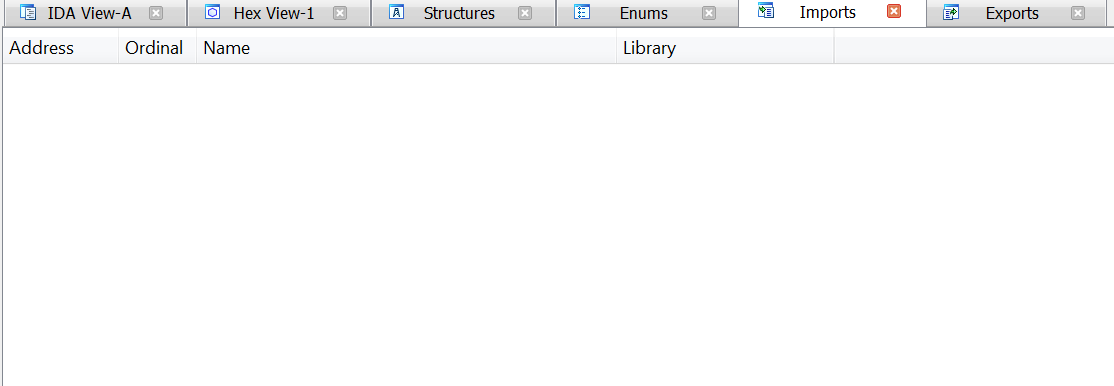 IDA View-A Hex View-1 Structures Enums Imports Exports
Address Ordinal Name Library